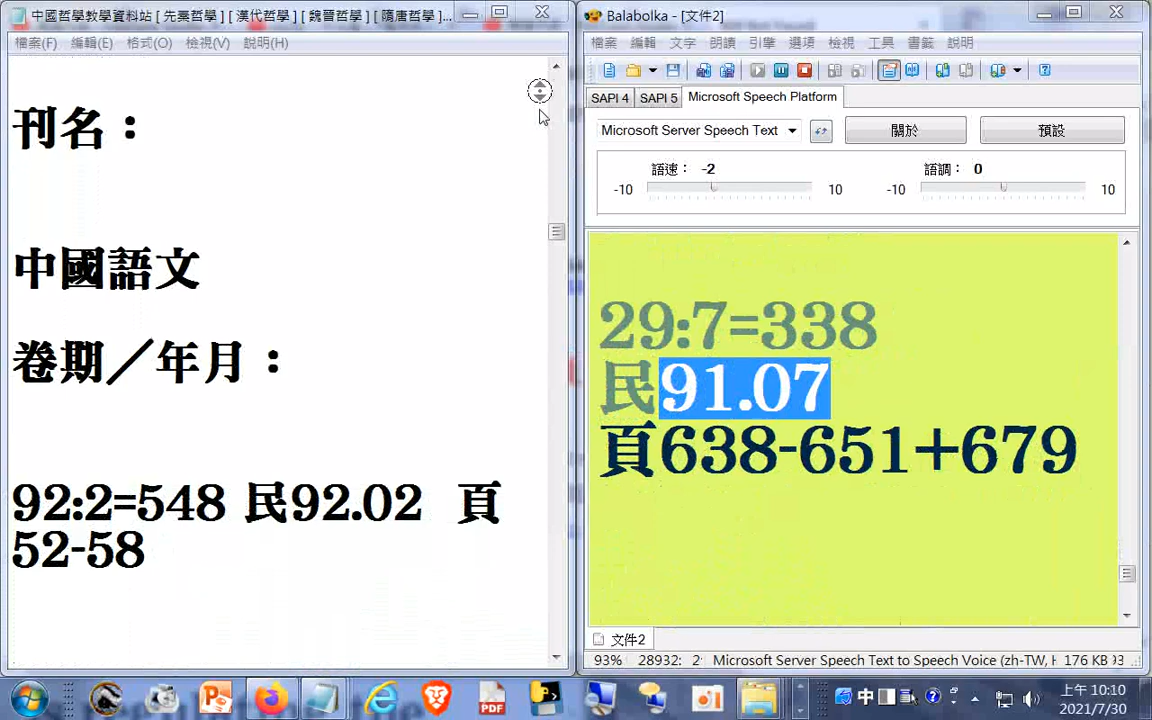 中國哲學教學資料站 [ 先秦哲學 ] [ 漢代哲學 ] [ 魏晉哲學 ] [ 隋唐哲學 ]...
檔案(F) 編輯(E) 格式(O) 檢視(V) 說明(H)
刊名：
中國語文
卷期／年月：
92:2=548 民92.02 頁
52-58
Balabolka - [文件2]
檔案 編輯 文字 朗讀 引擎 選項 檢視 工具 書籤 說明
SAPI 4 SAPI 5 Microsoft Speech Platform
Microsoft Server Speech Text 關於 預設
語速： -2 語調： 0
-10 10 -10 10
29:7=338
民91.07
頁638-651+679
文件2
93% 28932: 2 Microsoft Server Speech Text to Speech Voice (zh-TW, H 176 KB
中
上午 10:10
2021/7/30